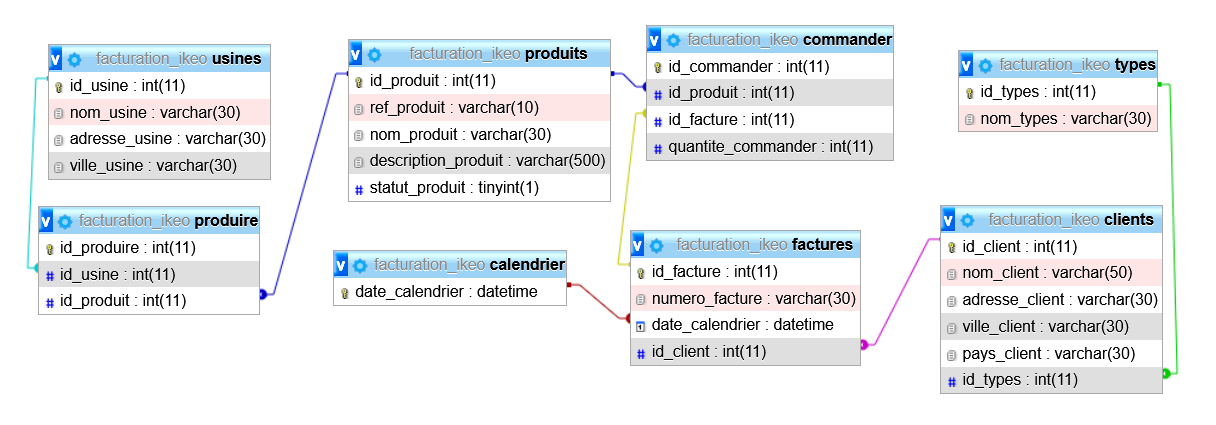 facturation_ikeo usines
id_usine : int(11)
nom_usine : varchar(30)
adresse_usine : varchar(30)
ville_usine : varchar(30)
facturation_ikeo produire
id_produire : int(11)
id_usine : int(11)
id_produit : int(11)
facturation_ikeo produits
id_produit : int(11)
ref_produit : varchar(10)
nom_produit : varchar(30)
description_produit : varchar(500)
statut_produit : tinyint(1)
facturation_ikeo calendrier
date_calendrier : datetime
facturation_ikeo commander
id_commander : int(11)
id_produit : int(11)
id_facture : int(11)
quantite_commander : int(11)
facturation_ikeo factures
id_facture : int(11)
numero_facture : varchar(30)
date_calendrier : datetime
id_client : int(11)
facturation_ikeo types
id_types : int(11)
nom_types : varchar(30)
facturation_ikeo clients
id_client : int(11)
nom_client : varchar(50)
adresse_client : varchar(30)
ville_client : varchar(30)
pays_client : varchar(30)
id_types : int(11)